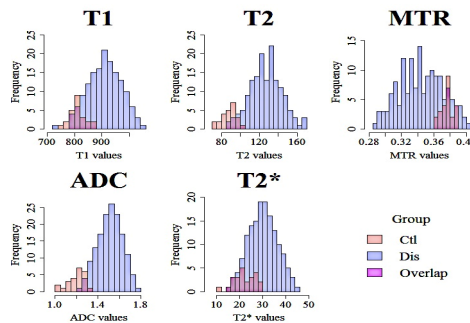 T1
T2
MTR
Frequency
0 5 10 15 20 25
700 800 900
T1 values
Frequency
0 5 10 15 20 25
80 120 160
T2 values
Frequency
0 5 10 15
0.28 0.32 0.36 0.4
MTR values
ADC
T2*
Frequency
0 5 10 15 20 25
1.0 1.4 1.8
ADC values
Frequency
0 5 10 15 20 25
10 20 30 40 50
T2* values
Group
Ctl
Dis
Overlap